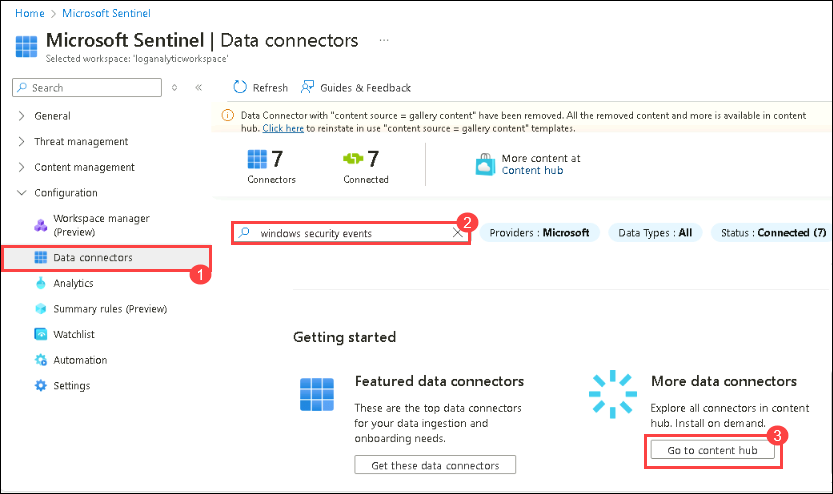 Home > Microsoft Sentinel
Microsoft Sentinel | Data connectors ...
Selected workspace: 'loganalyticworkspace'
Search
«
Refresh
Guides & Feedback
General
Threat management
Content management
Configuration
Workspace manager
(Preview)
Data connectors
1
Analytics
Summary rules (Preview)
Watchlist
Automation
Settings
Data Connector with "content source = gallery content" have been removed. All the removed content and more is available in content
hub. Click here to reinstate in use "content source = gallery content" templates.
7
Connectors
7
Connected
More content at
Content hub
windows security events
2
Providers : Microsoft
Data Types : All
Status : Connected (7)
Getting started
Featured data connectors
These are the top data connectors
for your data ingestion and
onboarding needs.
Get these data connectors
More data connectors
Explore all connectors in content
hub. Install on demand.
3
Go to content hub